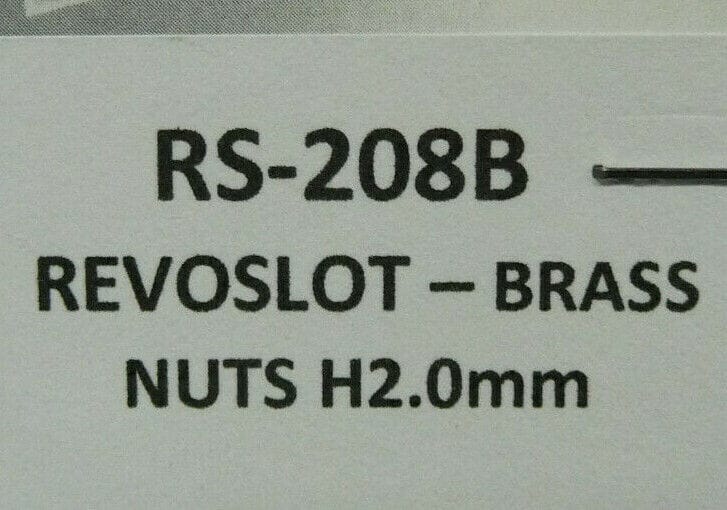 RS-208B
REVOSLOT – BRASS
NUTS H2.0mm